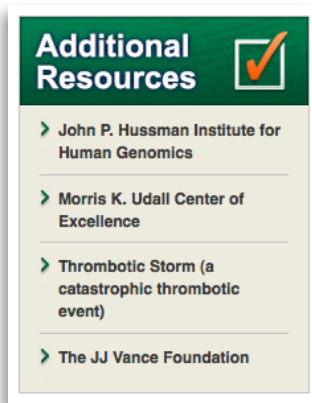 Additional
Resources
John P. Hussman Institute for
Human Genomics
Morris K. Udall Center of
Excellence
Thrombotic Storm (a
catastrophic thrombotic
event)
The JJ Vance Foundation